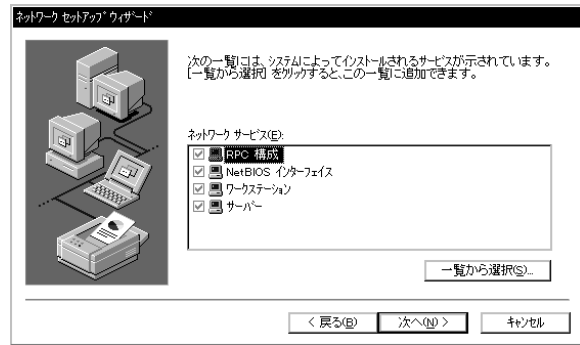 ネットワーク セットアップ ウィザード
次の一覧には、システムによってインストールされるサービスが示されています。
[一覧から選択] をクリックすると、この一覧に追加できます。
ネットワーク サービス(E):
RPC 構成
NetBIOS インターフェイス
ワークステーション
サーバー
一覧から選択(S)...
< 戻る(B)
次へ(N) >
キャンセル